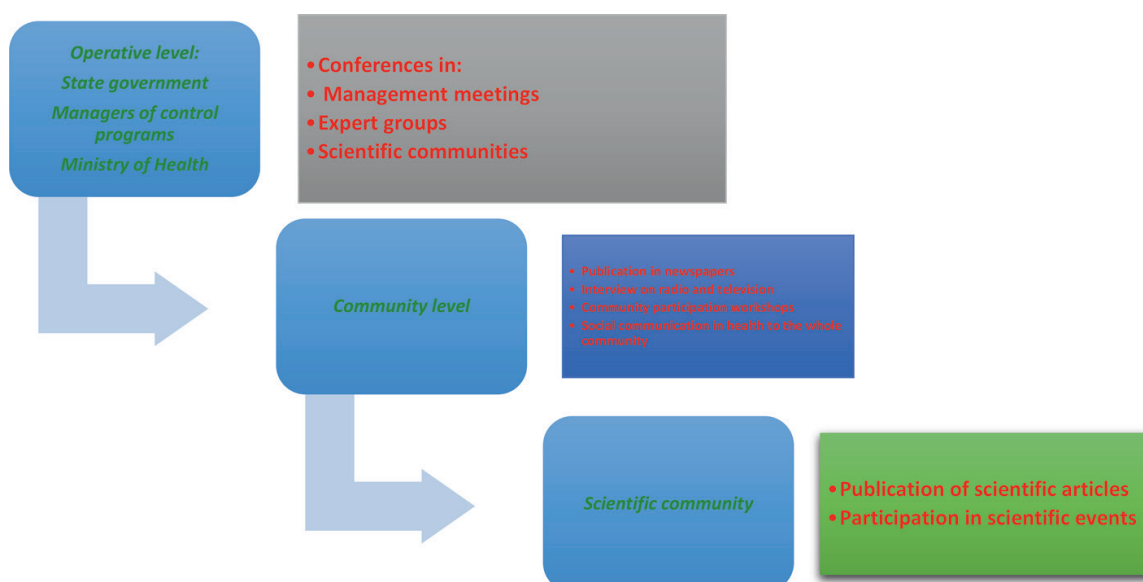 Operative level:
State government
Managers of control
programs
Ministry of Health
• Conferences in:
• Management meetings
• Expert groups
• Scientific communities
Community level
• Publication in newspapers
• Interview on radio and television
• Community participation workshops
• Social communication in health to the whole
community
Scientific community
• Publication of scientific articles
• Participation in scientific events